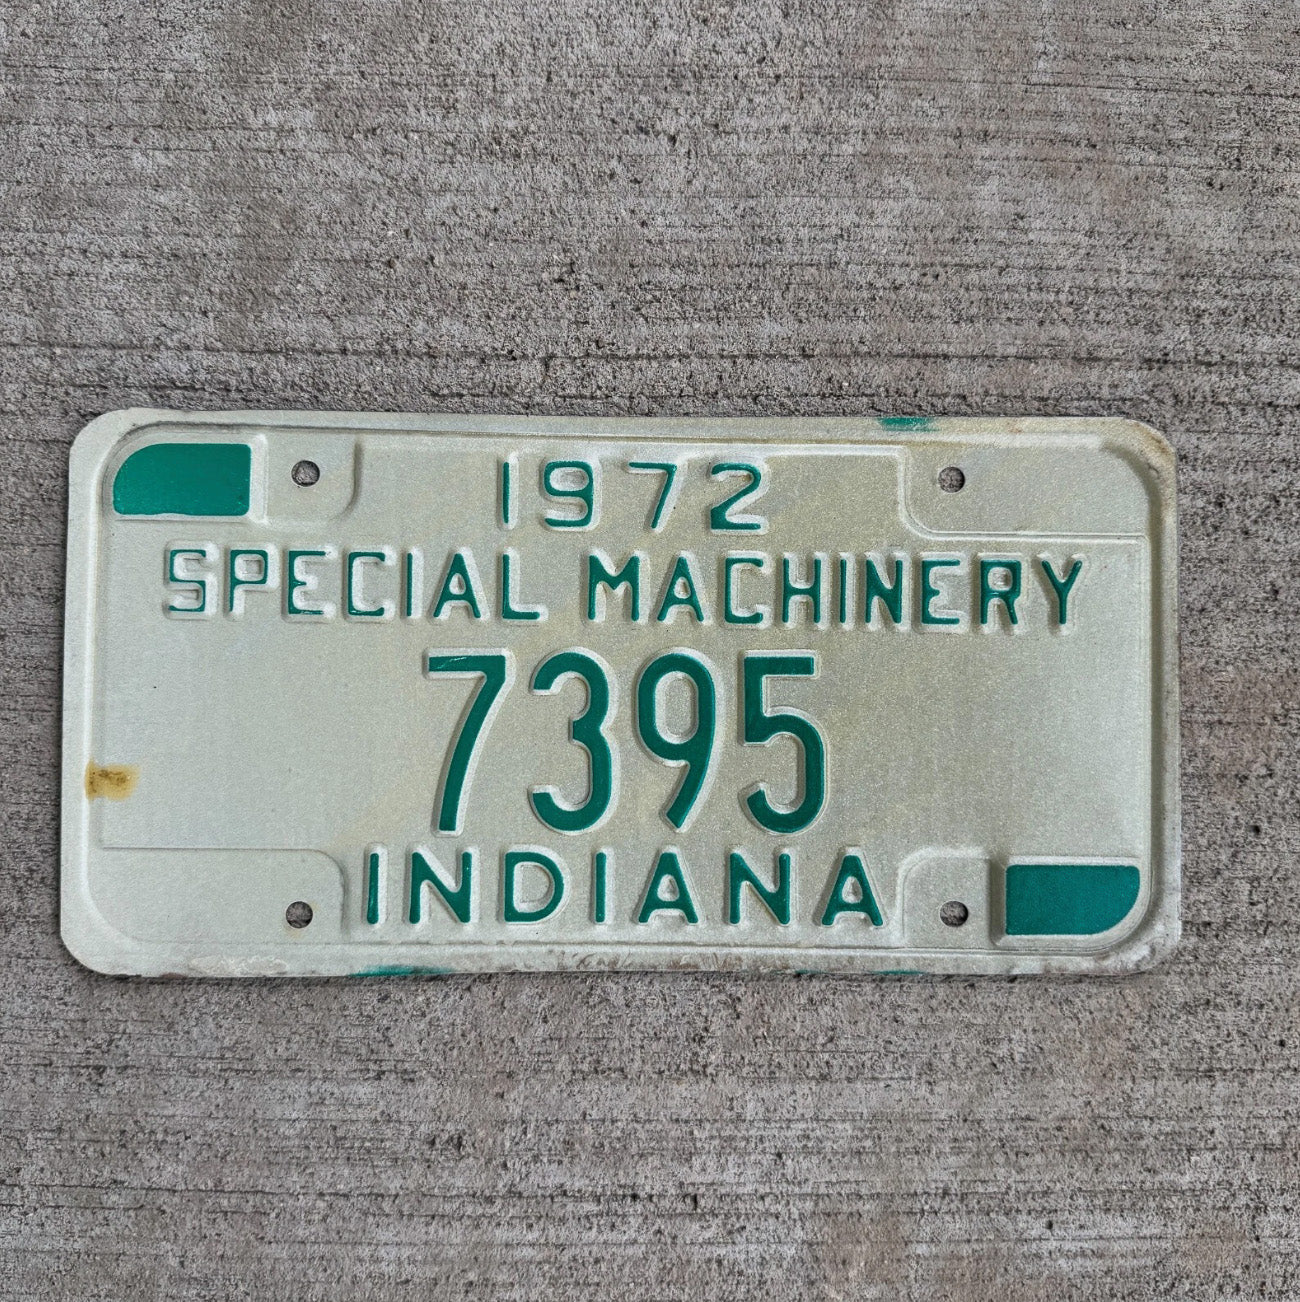 1972
SPECIAL MACHINERY
7395
INDIANA